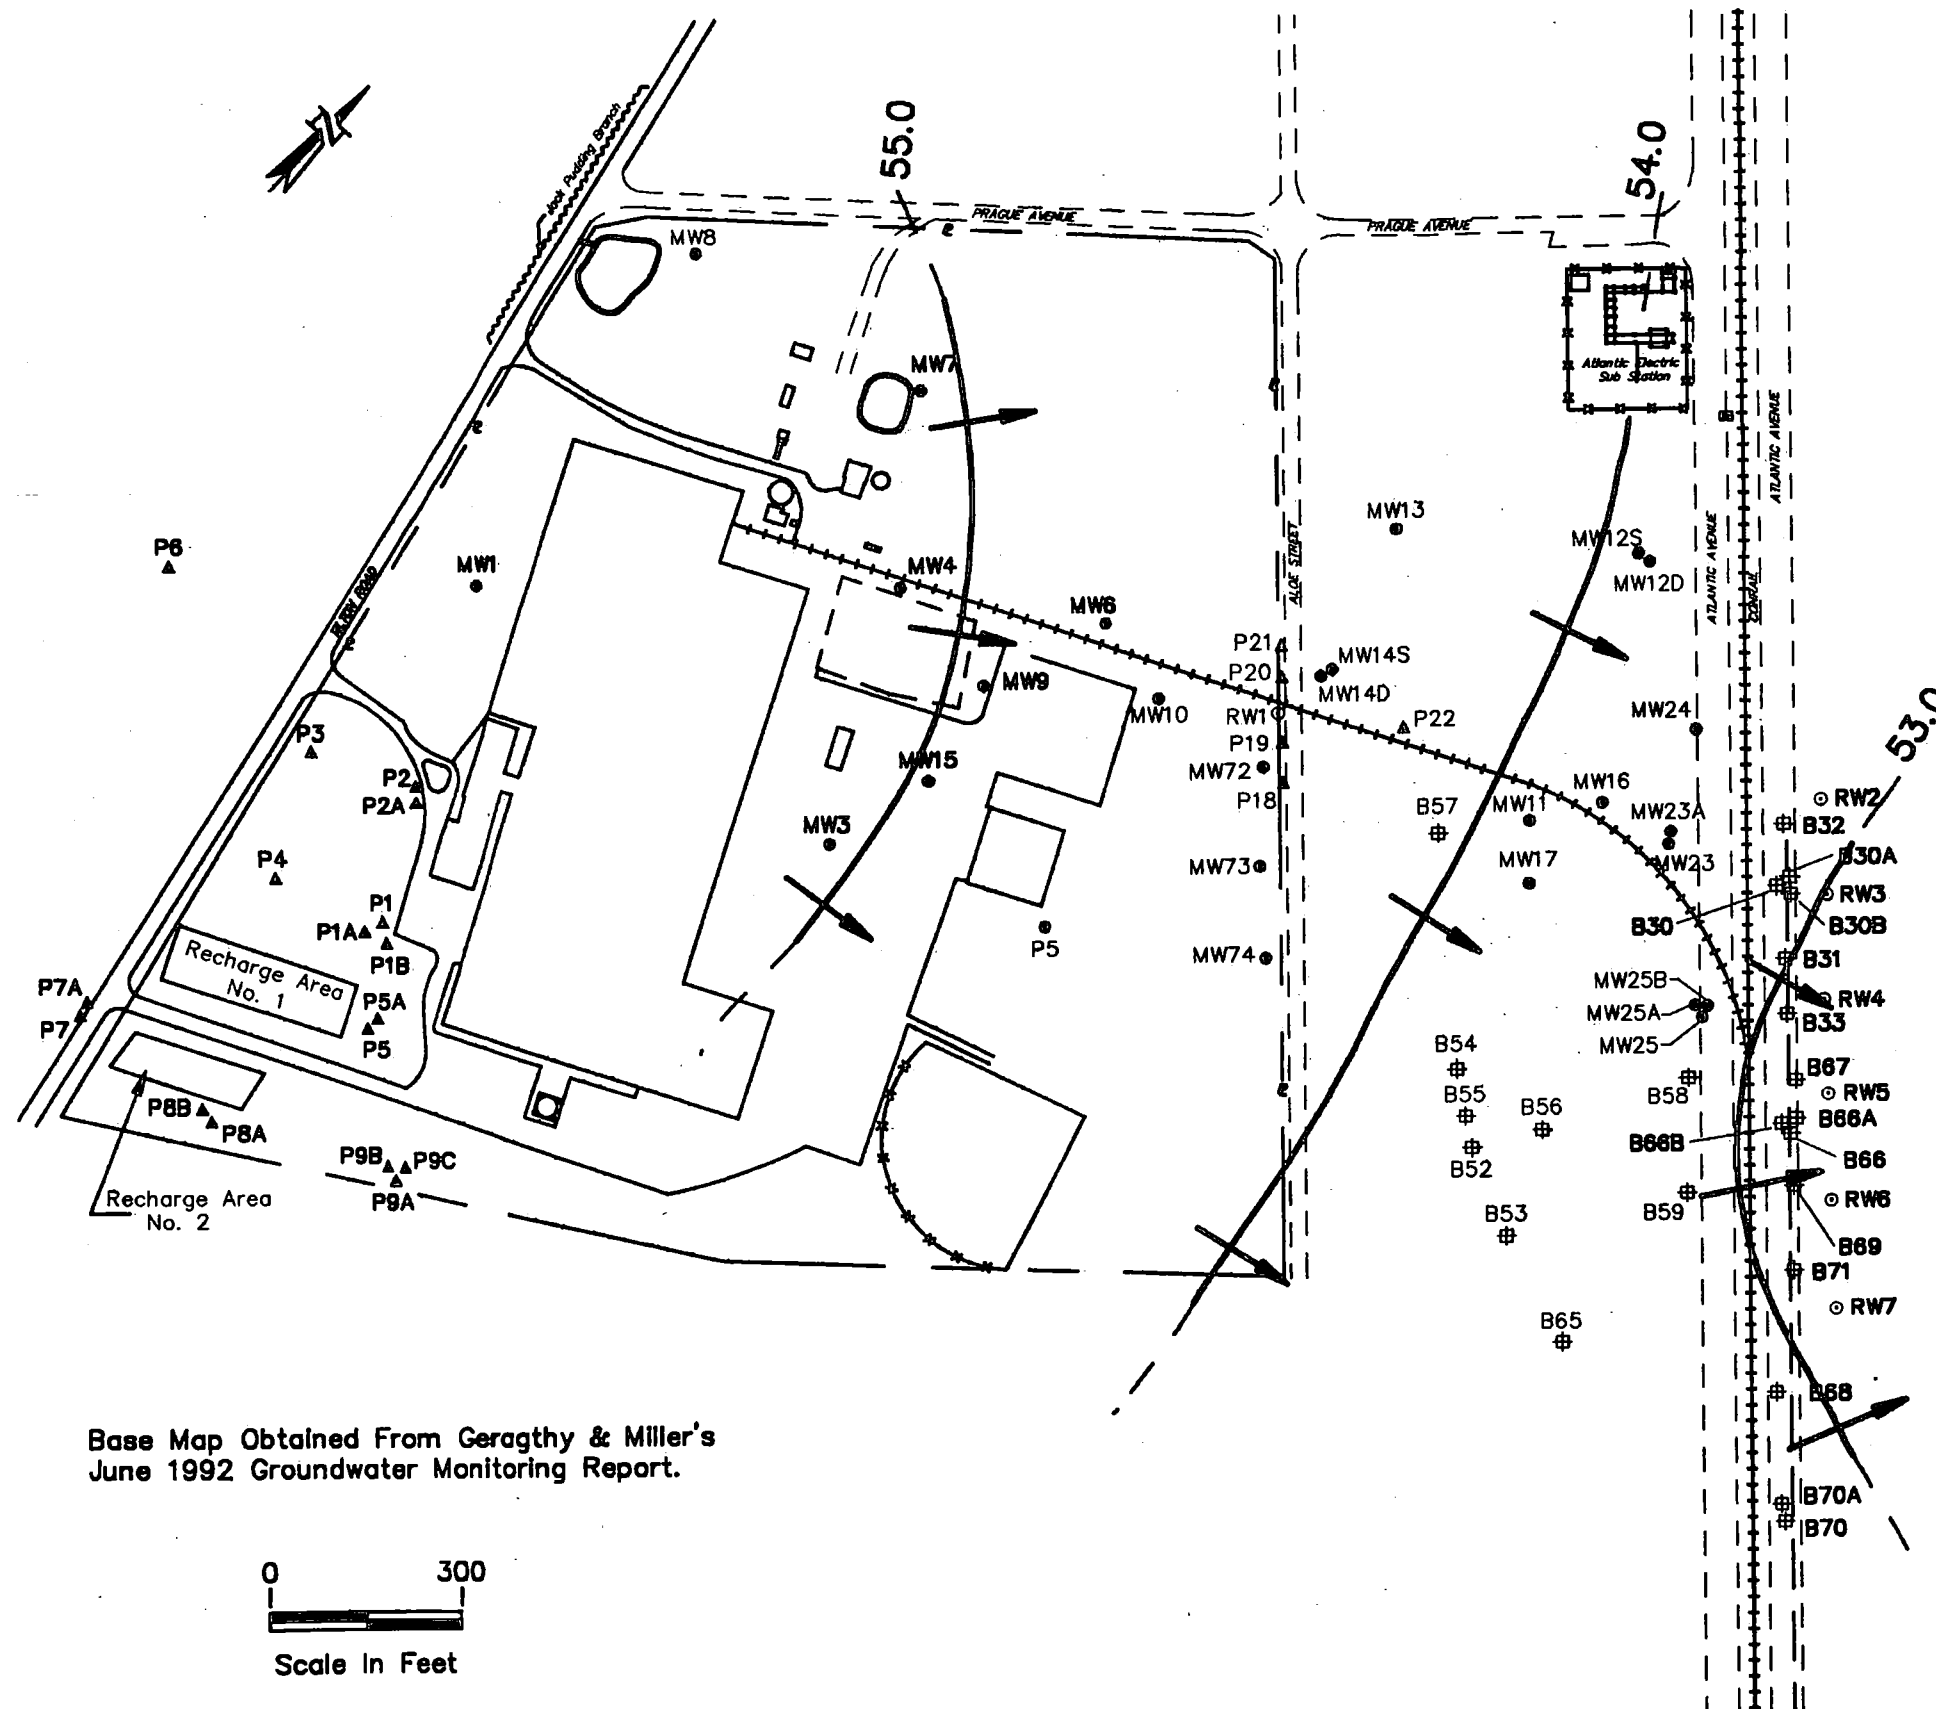 Jack Pudding Branch
55.0
54.0
PRAGUE AVENUE
PRAGUE AVENUE
MW8
MW7
Atlantic Electric
Sub Station
ATLANTIC AVENUE
MW13
ALOE STREET
ATLANTIC AVENUE
CONRAIL
MW12S
MW12D
P6
MW1
MW4
MW6
P21
P20
MW14S
MW14D
MW9
MW10
RW1
P22
MW24
P19
53.0
P3
MW15
MW72
P18
P2
P2A
MW16
MW11
RW2
B57
MW23A
B32
MW3
MW23
B30A
P4
MW73
MW17
RW3
P1
P1A
P1B
B30
B30B
P5
MW74
B31
Recharge Area
No. 1
MW25B
MW25A
MW25
RW4
B33
P7A
P7
P5A
P5
B54
B67
B58
RW5
P8B
P8A
B55
B56
B66A
B66B
B52
B66
P9B
P9C
P9A
Recharge Area
No. 2
B59
RW6
B53
B69
B71
RW7
B65
B68
Base Map Obtained From Geragthy & Miller's
June 1992 Groundwater Monitoring Report.
B70A
B70
0 300
Scale In Feet